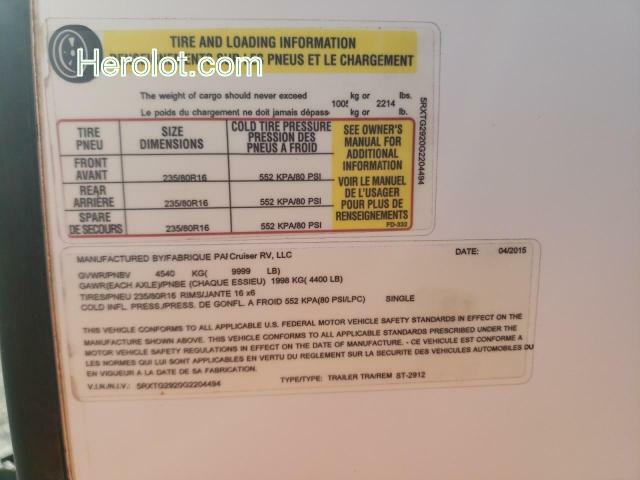 TIRE AND LOADING INFORMATION
SUR LES PNEUS ET LE CHARGEMENT
Herolot.com
The weight of cargo should never exceed kg or lbs.
Le poids du chargement ne doit jamais dépass 1005 kg or 2214 lb.
TIRE PNEU
SIZE DIMENSIONS
COLD TIRE PRESSURE
PRESSION DES
PNEUS A FROID
FRONT
AVANT 235/80R16 552 KPA/80 PSI
REAR
ARRIÈRE 235/80R16 552 KPA/80 PSI
SPARE
DE SECOURS 235/80R16 552 KPA/80 PSI
SEE OWNER'S
MANUAL FOR
ADDITIONAL
INFORMATION
VOIR LE MANUEL
DE L'USAGER
POUR PLUS DE
RENSEIGNEMENTS
FD-332
5RXTG2920G2204494
MANUFACTURED BY/FABRIQUE PAR Cruiser RV, LLC DATE: 04/2015
GVWR/PNBV 4540 KG( 9999 LB)
GAWR(EACH AXLE)/PNBE (CHAQUE ESSIEU) 1998 KG( 4400 LB)
TIRES/PNEU 235/80R16 RIMS/JANTE 16 x6
COLD INFL. PRESS./PRESS. DE GONFL. A FROID 552 KPA(80 PSI/LPC) SINGLE
THIS VEHICLE CONFORMS TO ALL APPLICABLE U.S. FEDERAL MOTOR VEHICLE SAFETY STANDARDS IN EFFECT ON THE
MANUFACTURE SHOWN ABOVE. THIS VEHICLE CONFORMS TO ALL APPLICABLE STANDARDS PRESCRIBED UNDER THE
MOTOR VEHICLE SAFETY REGULATIONS IN EFFECT ON THE DATE OF MANUFACTURE. - CE VEHICULE EST CONFORME A
LES NORMES QUI LUI SONT APPLICABLES EN VERTU DU REGLEMENT SUR LA SECURITE DES VEHICULES AUTOMOBILES DU
EN VIGUEUR A LA DATE DE SA FABRICATION.
V.I.N./N.I.V.: 5RXTG2920G2204494 TYPE/TYPE: TRAILER TRA/REM ST-2912